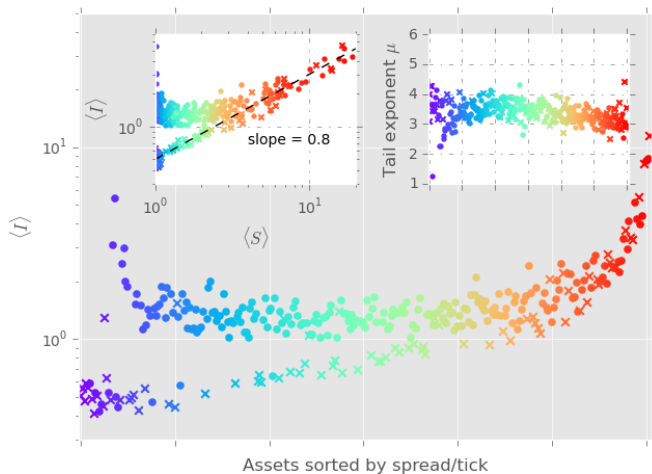 6
5
4
3
2
1
Tail exponent μ
⟨I⟩
10⁰
slope = 0.8
10⁰
10¹
⟨S⟩
10¹
⟨I⟩
10⁰
Assets sorted by spread/tick